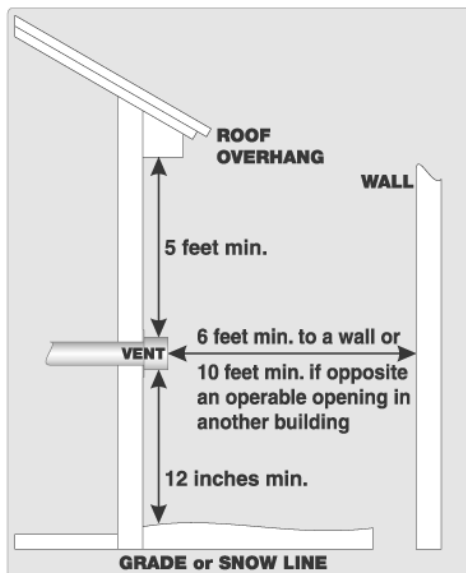 ROOF
OVERHANG
WALL
5 feet min.
VENT
6 feet min. to a wall or
10 feet min. if opposite
an operable opening in
another building
12 inches min.
GRADE or SNOW LINE